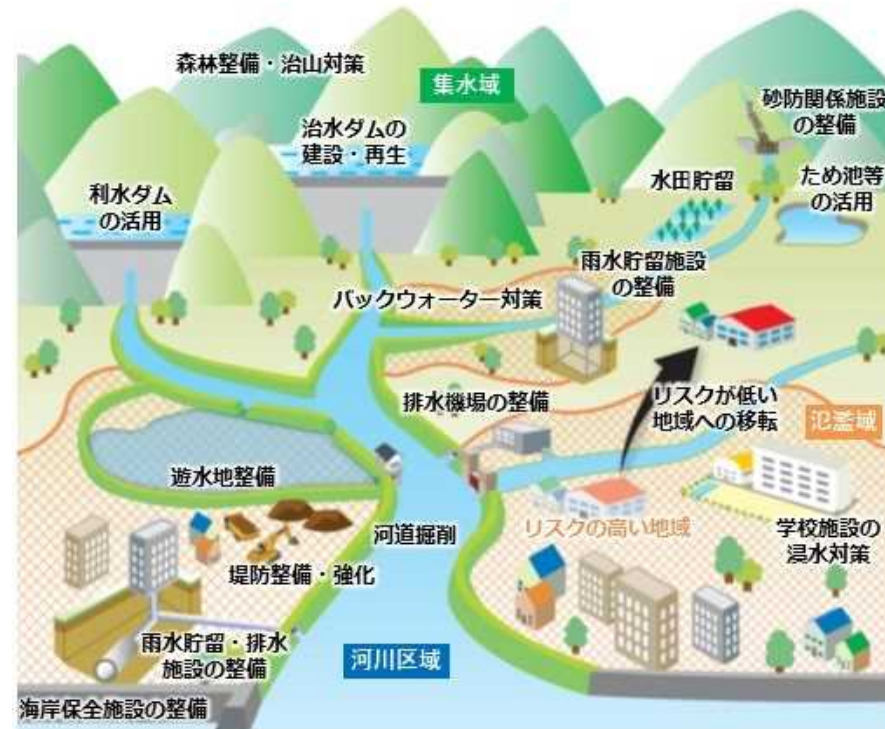 森林整備・治山対策
集水域
砂防関係施設
の整備
治水ダムの
建設・再生
水田貯留
ため池等
の活用
利水ダム
の活用
雨水貯留施設
の整備
バックウォーター対策
排水機場の整備
リスクが低い
地域への移転
氾濫域
遊水地整備
河道掘削
リスクの高い地域
学校施設の
浸水対策
堤防整備・強化
雨水貯留・排水
施設の整備
河川区域
海岸保全施設の整備